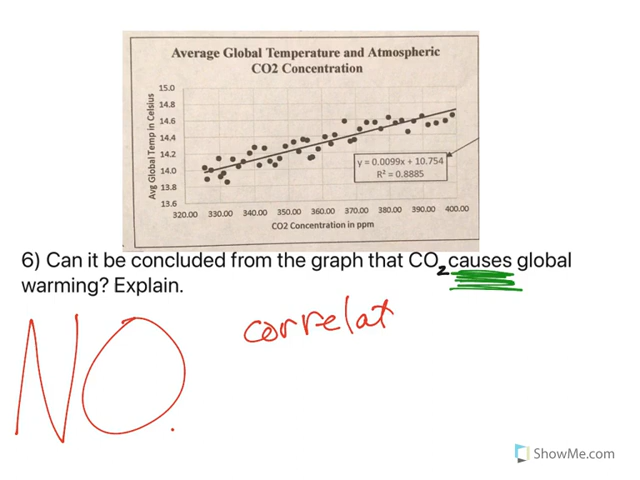 Average Global Temperature and Atmospheric
CO2 Concentration
Avg Global Temp in Celsius
15.0
14.8
14.6
14.4
14.2
14.0
13.8
13.6
y = 0.0099x + 10.754
R² = 0.8885
320.00 330.00 340.00 350.00 360.00 370.00 380.00 390.00 400.00
CO2 Concentration in ppm
6) Can it be concluded from the graph that CO2 causes global
warming? Explain.
NO.
correlat
ShowMe.com